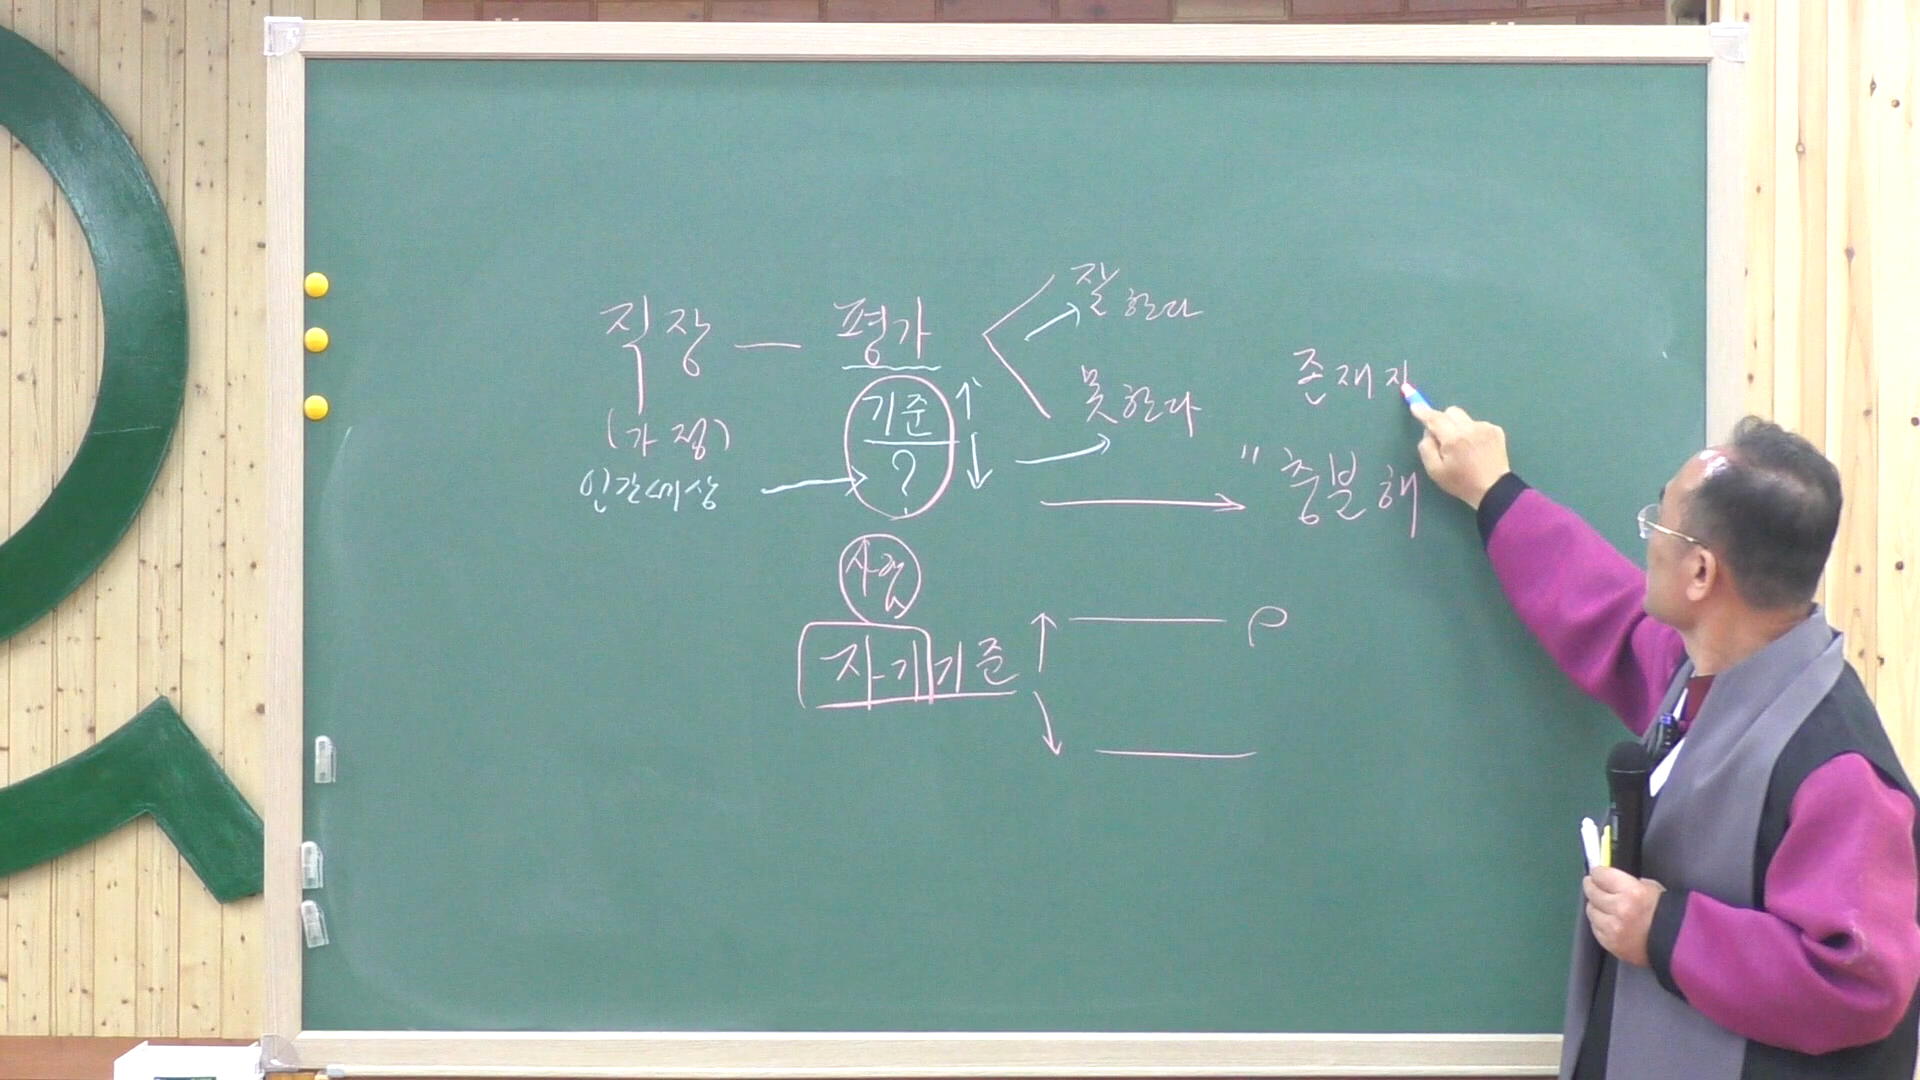 직장 — 평가
잘한다
못한다
(가정)
기준
?
인간세상
존재자
"충분해
사람
자기기준